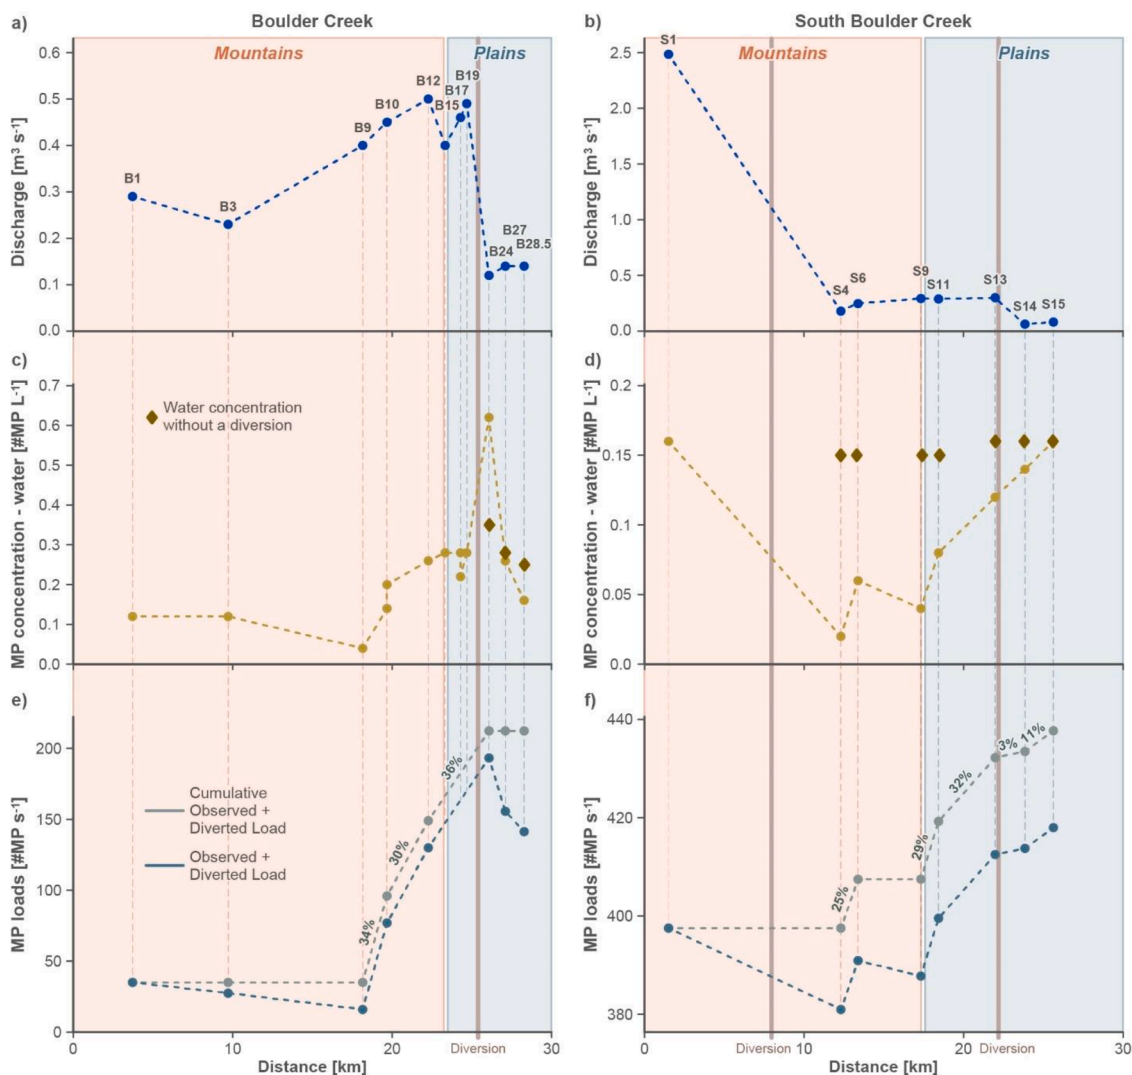 a)
Boulder Creek
Mountains
Plains
Discharge [m³ s⁻¹]
0.6
0.5
0.4
0.3
0.2
0.1
0.0
B1
B3
B9
B10
B12
B15
B17
B19
B24
B27
B28.5
b)
South Boulder Creek
Mountains
Plains
Discharge [m³ s⁻¹]
2.5
2.0
1.5
1.0
0.5
0.0
S1
S4
S6
S9
S11
S13
S14
S15
c)
MP concentration - water [#MP L⁻¹]
0.7
0.6
0.5
0.4
0.3
0.2
0.1
0.0
Water concentration
without a diversion
d)
MP concentration - water [#MP L⁻¹]
0.2
0.15
0.1
0.05
0.0
e)
MP loads [#MP s⁻¹]
200
150
100
50
0
34%
30%
36%
Cumulative
Observed +
Diverted Load
Observed +
Diverted Load
0
10
20
Diversion
30
Distance [km]
f)
MP loads [#MP s⁻¹]
440
420
400
380
25%
29%
32%
3%
11%
0
Diversion
10
20
Diversion
30
Distance [km]